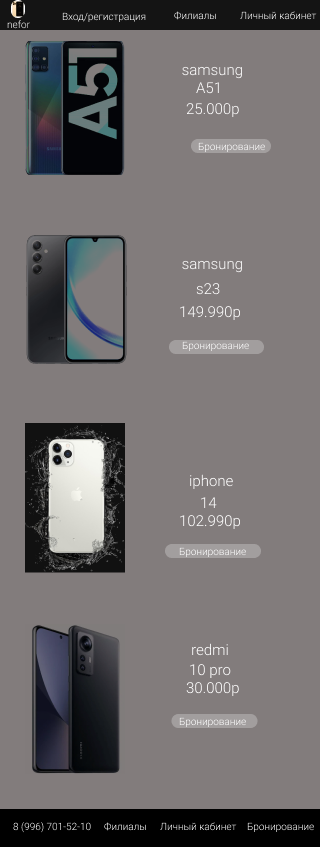 nefor
Вход/регистрация
Филиалы
Личный кабинет
A51
samsung
A51
25.000р
Бронирование
samsung
s23
149.990р
Бронирование
iphone
14
102.990р
Бронирование
redmi
10 pro
30.000р
Бронирование
8 (996) 701-52-10
Филиалы
Личный кабинет
Бронирование